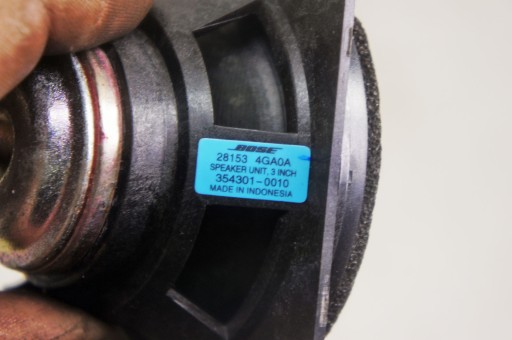 BOSE
28153 4GA0A
SPEAKER UNIT, 3 INCH
354301-0010
MADE IN INDONESIA